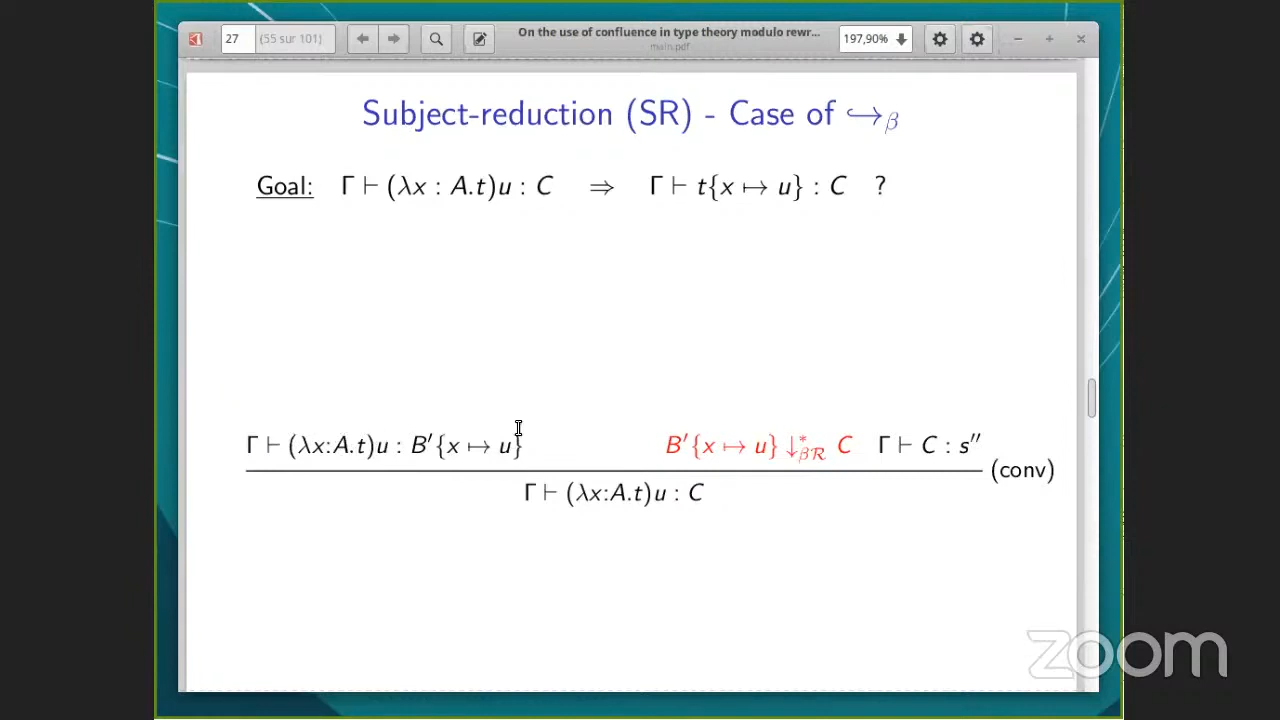 27 (55 sur 101) On the use of confluence in type theory modulo rewr... 197,90%
main.pdf
Subject-reduction (SR) - Case of ↪β
Goal: Γ ⊢ (λx : A.t)u : C ⇒ Γ ⊢ t{x ↦ u} : C ?
Γ ⊢ (λx:A.t)u : B′{x ↦ u} B′{x ↦ u} ↓*βR C Γ ⊢ C : s′′ (conv)
Γ ⊢ (λx:A.t)u : C
zoom